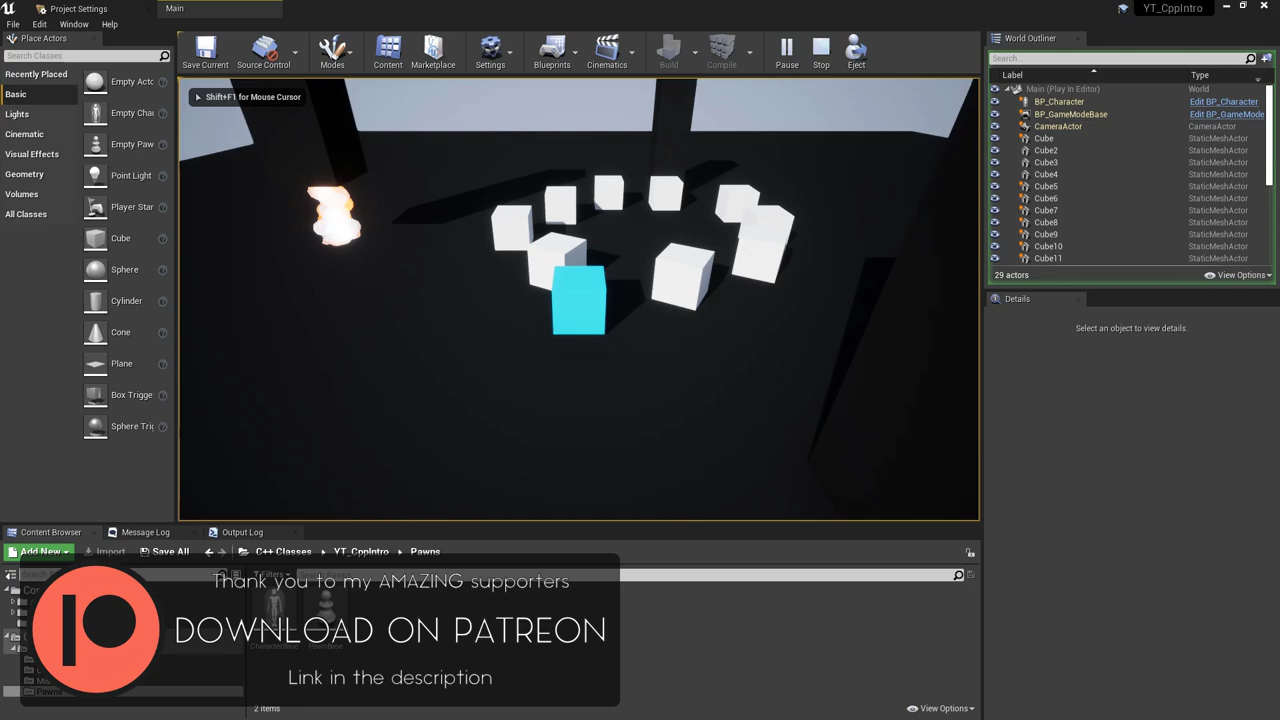 Project Settings
Main
YT_CppIntro
File
Edit
Window
Help
Place Actors
Search Classes
Recently Placed
Basic
Lights
Cinematic
Visual Effects
Geometry
Volumes
All Classes
Empty Acto
Empty Cha
Empty Paw
Point Light
Player Star
Cube
Sphere
Cylinder
Cone
Plane
Box Trigge
Sphere Trig
Save Current
Source Control
Modes
Content
Marketplace
Settings
Blueprints
Cinematics
Build
Compile
Pause
Stop
Eject
Shift+F1 for Mouse Cursor
World Outliner
Search...
Label
Type
Main (Play In Editor)
World
BP_Character
Edit BP_Character
BP_GameModeBase
Edit BP_GameMode
CameraActor
CameraActor
Cube
StaticMeshActor
Cube2
StaticMeshActor
Cube3
StaticMeshActor
Cube4
StaticMeshActor
Cube5
StaticMeshActor
Cube6
StaticMeshActor
Cube7
StaticMeshActor
Cube8
StaticMeshActor
Cube9
StaticMeshActor
Cube10
StaticMeshActor
Cube11
StaticMeshActor
29 actors
View Options
Details
Select an object to view details.
Content Browser
Message Log
Output Log
Add New
Import
Save All
C++ Classes
YT_CppIntro
Pawns
Filters
Thank you to my AMAZING supporters
DOWNLOAD ON PATREON
Link in the description
CharacterBase
PawnBase
Pawns
2 items
View Options